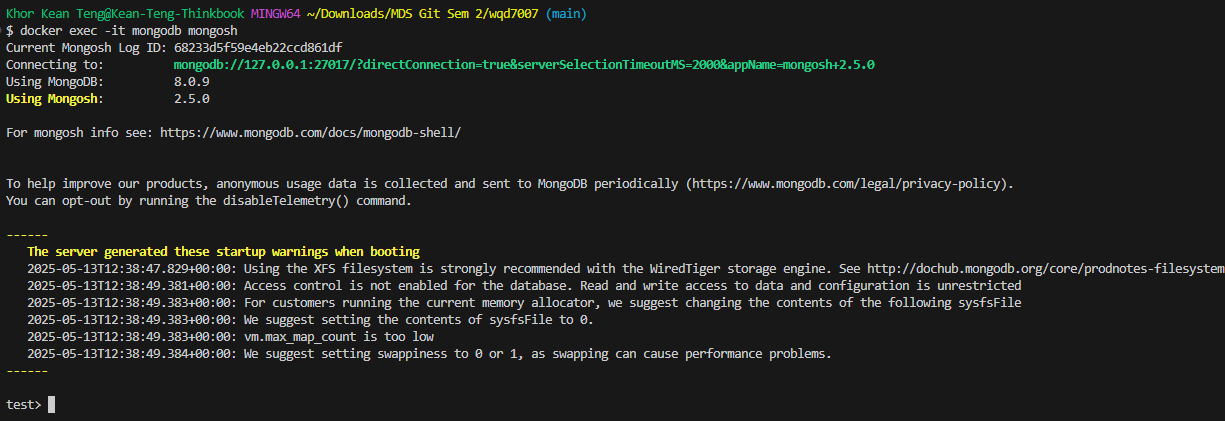 Khor Kean Teng@Kean-Teng-Thinkbook MINGW64 ~/Downloads/MDS Git Sem 2/wqd7007 (main)
$ docker exec -it mongodb mongosh
Current Mongosh Log ID: 68233d5f59e4eb22ccd861df
Connecting to:          mongodb://127.0.0.1:27017/?directConnection=true&serverSelectionTimeoutMS=2000&appName=mongosh+2.5.0
Using MongoDB:          8.0.9
Using Mongosh:          2.5.0
For mongosh info see: https://www.mongodb.com/docs/mongodb-shell/
To help improve our products, anonymous usage data is collected and sent to MongoDB periodically (https://www.mongodb.com/legal/privacy-policy).
You can opt-out by running the disableTelemetry() command.
------
   The server generated these startup warnings when booting
   2025-05-13T12:38:47.829+00:00: Using the XFS filesystem is strongly recommended with the WiredTiger storage engine. See http://dochub.mongodb.org/core/prodnotes-filesystem
   2025-05-13T12:38:49.381+00:00: Access control is not enabled for the database. Read and write access to data and configuration is unrestricted
   2025-05-13T12:38:49.383+00:00: For customers running the current memory allocator, we suggest changing the contents of the following sysfsFile
   2025-05-13T12:38:49.383+00:00: We suggest setting the contents of sysfsFile to 0.
   2025-05-13T12:38:49.383+00:00: vm.max_map_count is too low
   2025-05-13T12:38:49.384+00:00: We suggest setting swappiness to 0 or 1, as swapping can cause performance problems.
------
test>